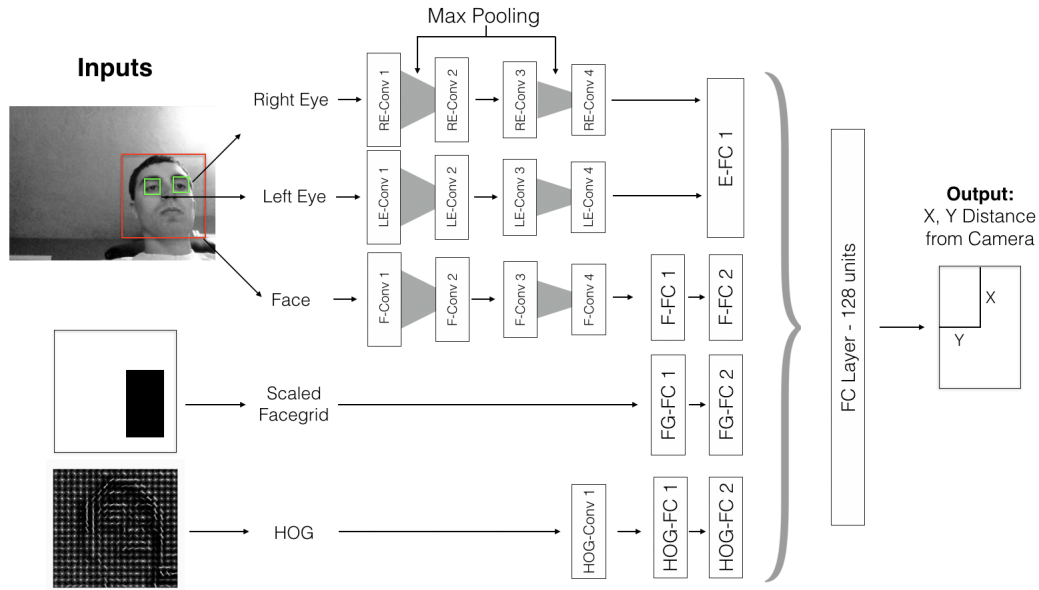 Max Pooling
Inputs
Right Eye
RE-Conv 1
RE-Conv 2
RE-Conv 3
RE-Conv 4
E-FC 1
Left Eye
LE-Conv 1
LE-Conv 2
LE-Conv 3
LE-Conv 4
Face
F-Conv 1
F-Conv 2
F-Conv 3
F-Conv 4
F-FC 1
F-FC 2
Scaled
Facegrid
FG-FC 1
FG-FC 2
HOG
HOG-Conv 1
HOG-FC 1
HOG-FC 2
FC Layer - 128 units
Output:
X, Y Distance
from Camera
X
Y